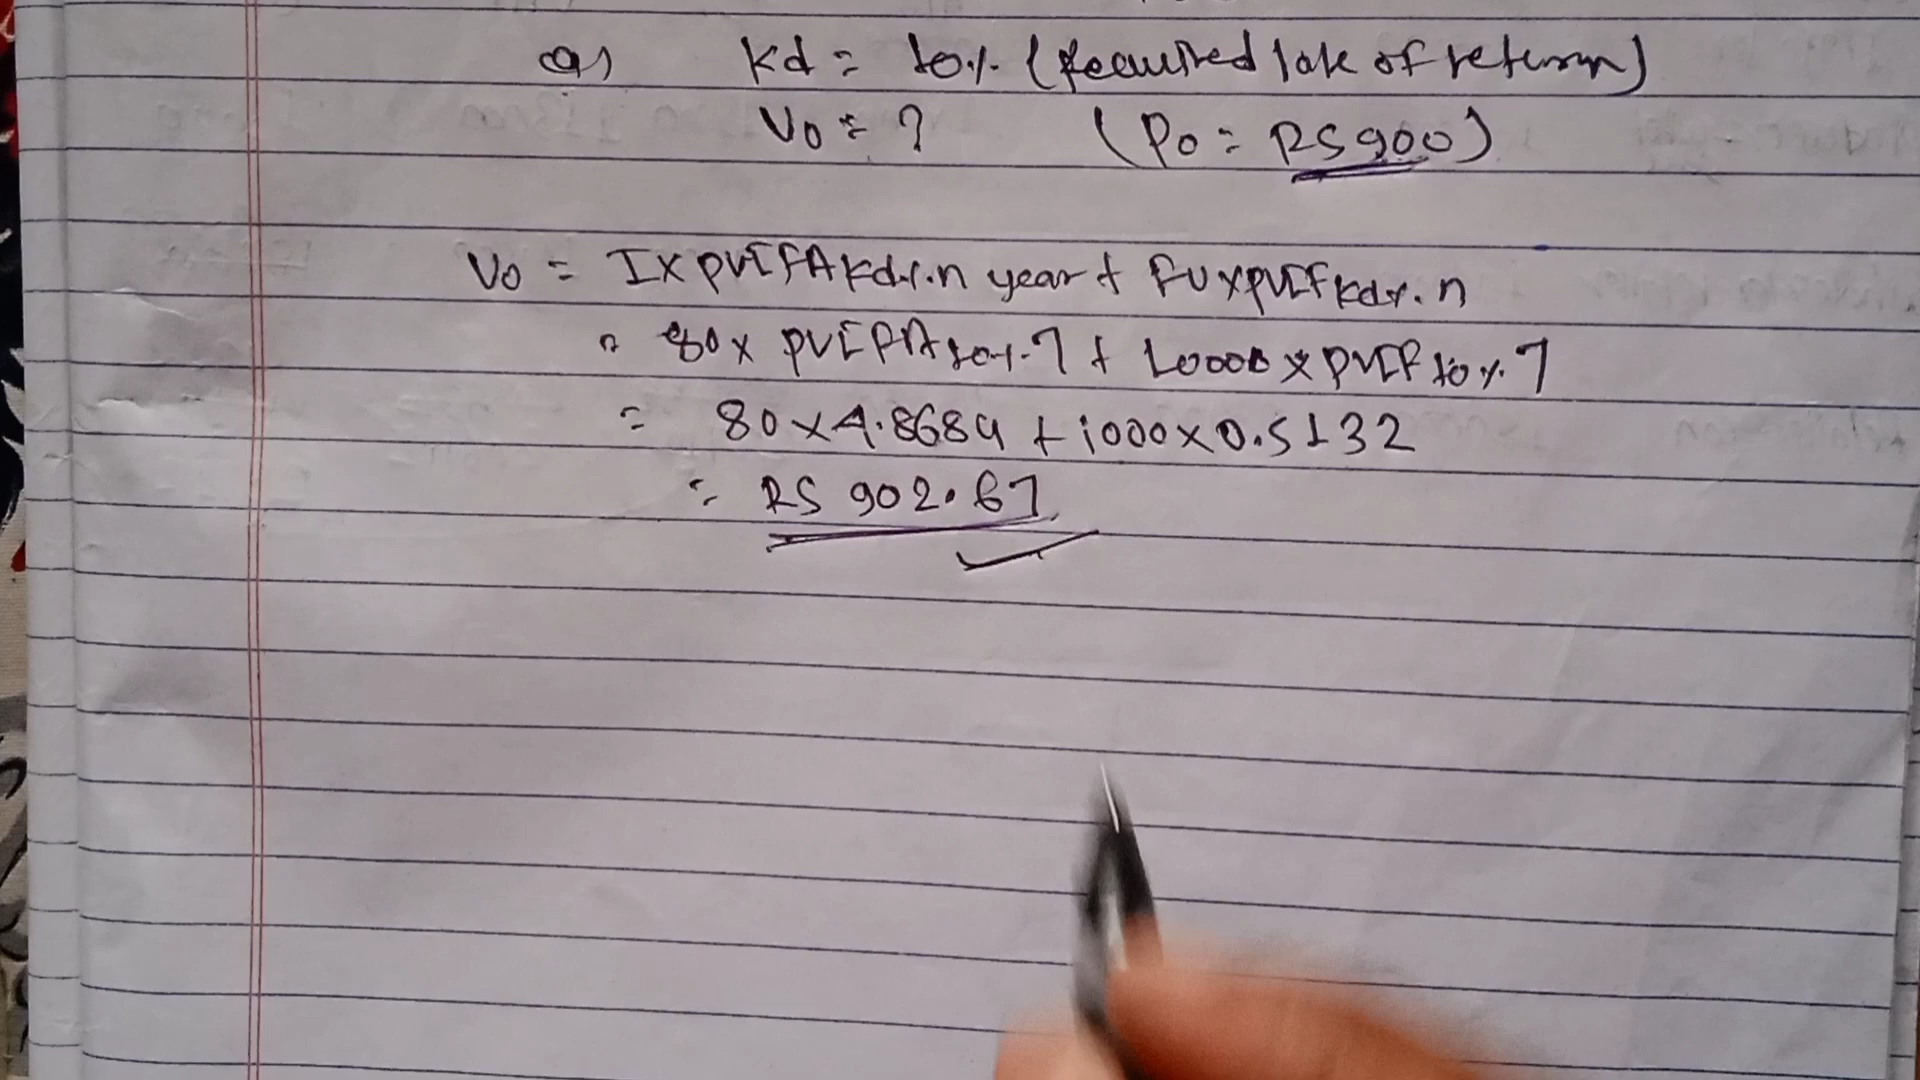 a) Kd = 10% (Required rate of return)
V0 = ? (P0 = RS 900)
V0 = I x PVIFA Kd%.n year + FV x PVIF Kd%.n
= 80 x PVIFA 10%.7 + 1000 x PVIF 10%.7
= 80 x 4.8684 + 1000 x 0.5132
= RS 902.67